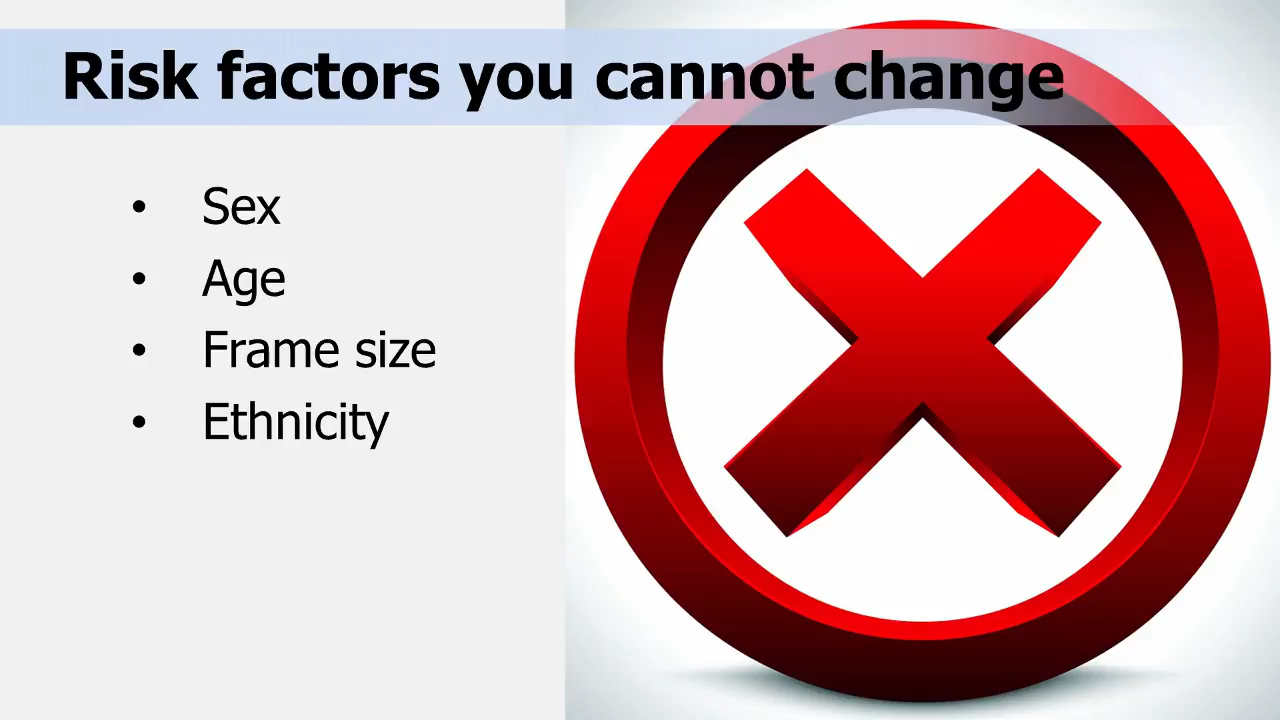 Risk factors you cannot change
• Sex
• Age
• Frame size
• Ethnicity